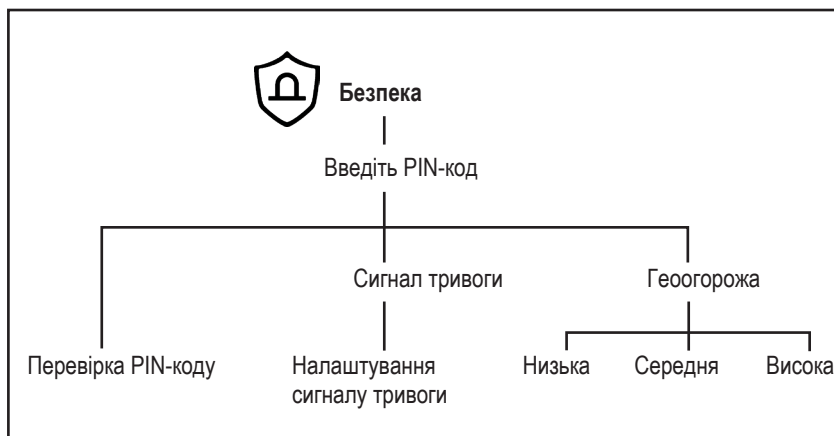 Безпека
Введіть PIN-код
Сигнал тривоги
Геоогорожа
Перевірка PIN-коду
Налаштування
сигналу тривоги
Низька
Середня
Висока